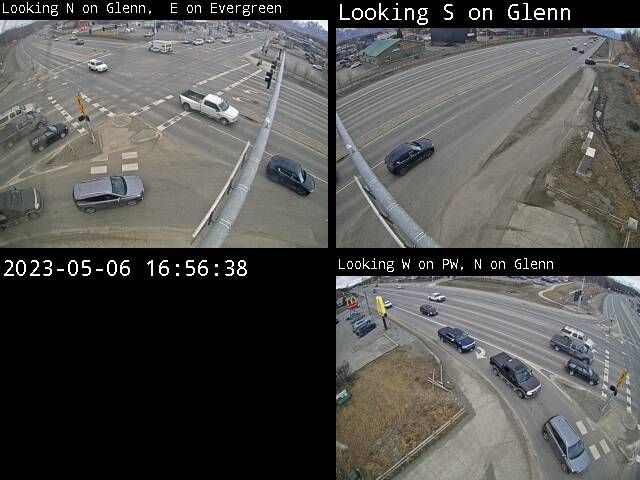 Looking N on Glenn, E on Evergreen
Looking S on Glenn
2023-05-06 16:56:38
Looking W on PW, N on Glenn